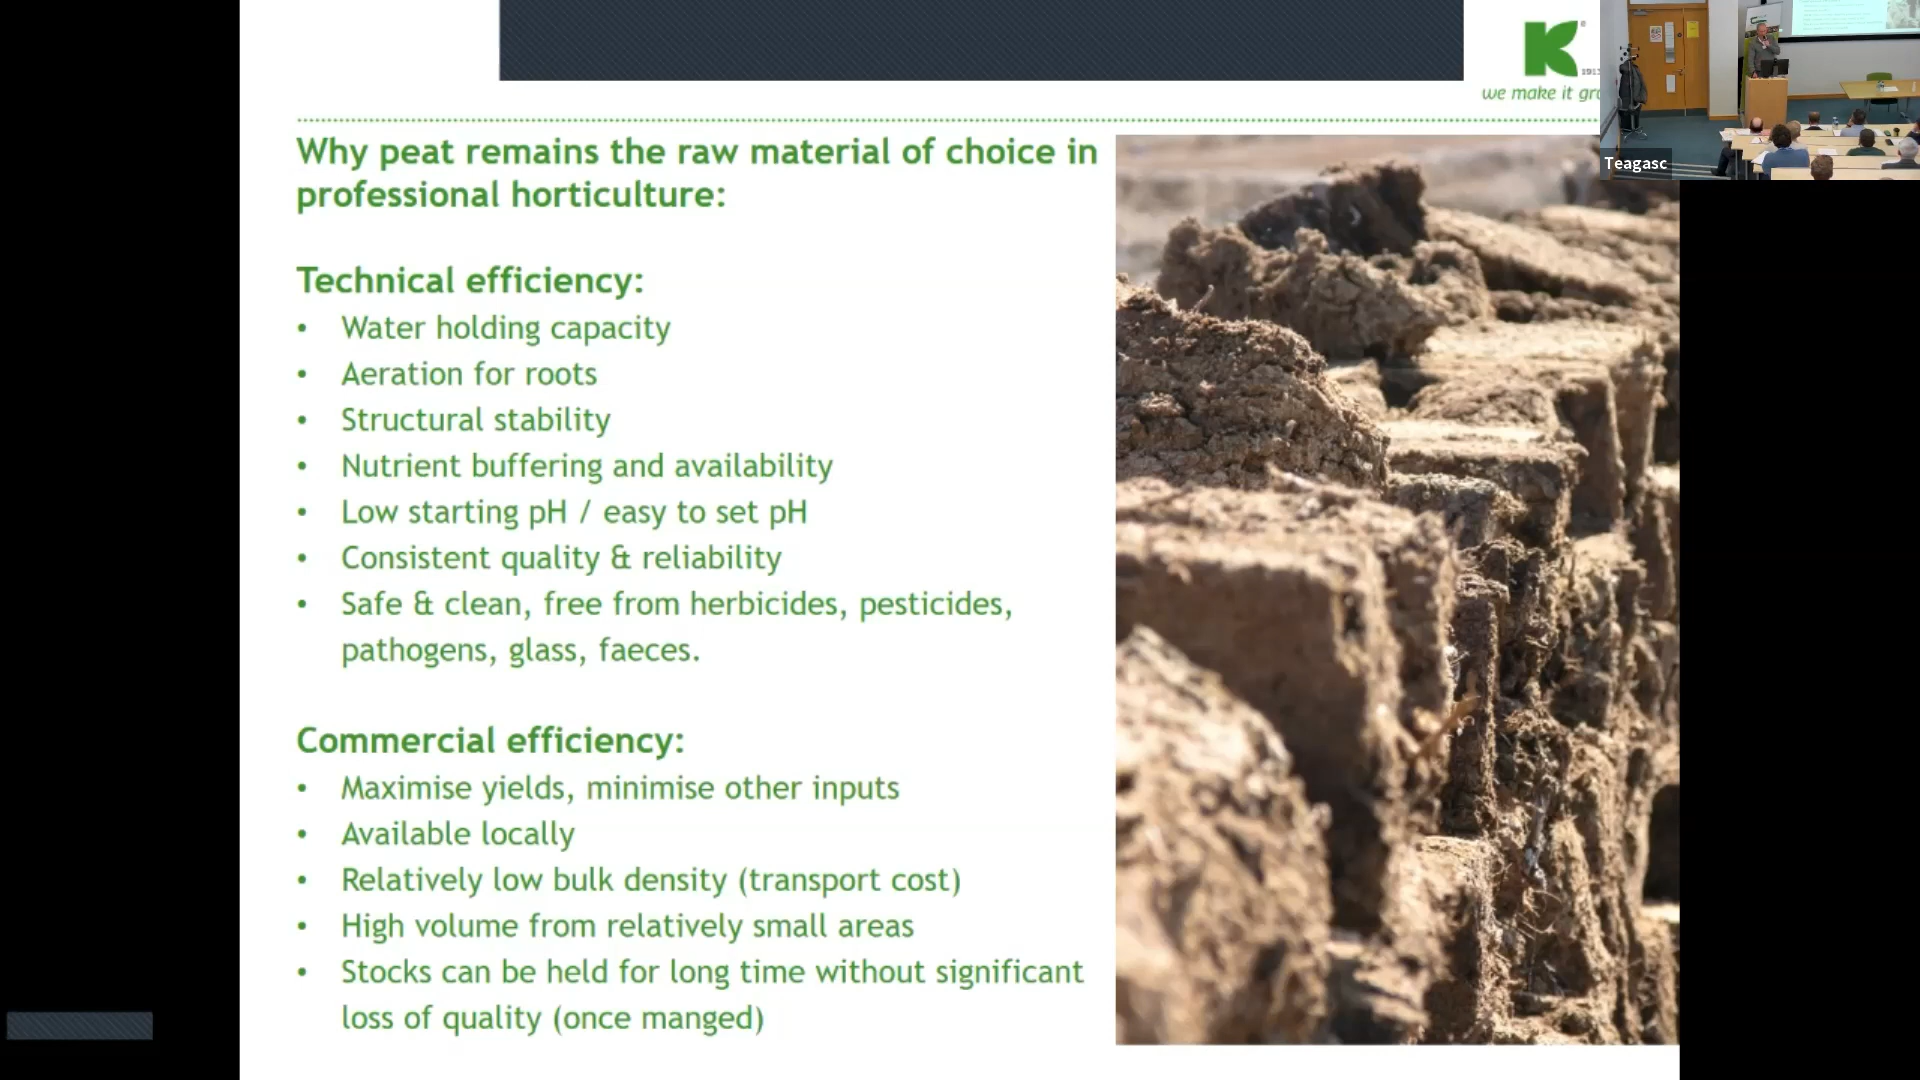 K
1913
we make it gro
Why peat remains the raw material of choice in
professional horticulture:
Technical efficiency:
• Water holding capacity
• Aeration for roots
• Structural stability
• Nutrient buffering and availability
• Low starting pH / easy to set pH
• Consistent quality & reliability
• Safe & clean, free from herbicides, pesticides,
pathogens, glass, faeces.
Commercial efficiency:
• Maximise yields, minimise other inputs
• Available locally
• Relatively low bulk density (transport cost)
• High volume from relatively small areas
• Stocks can be held for long time without significant
loss of quality (once manged)
Teagasc